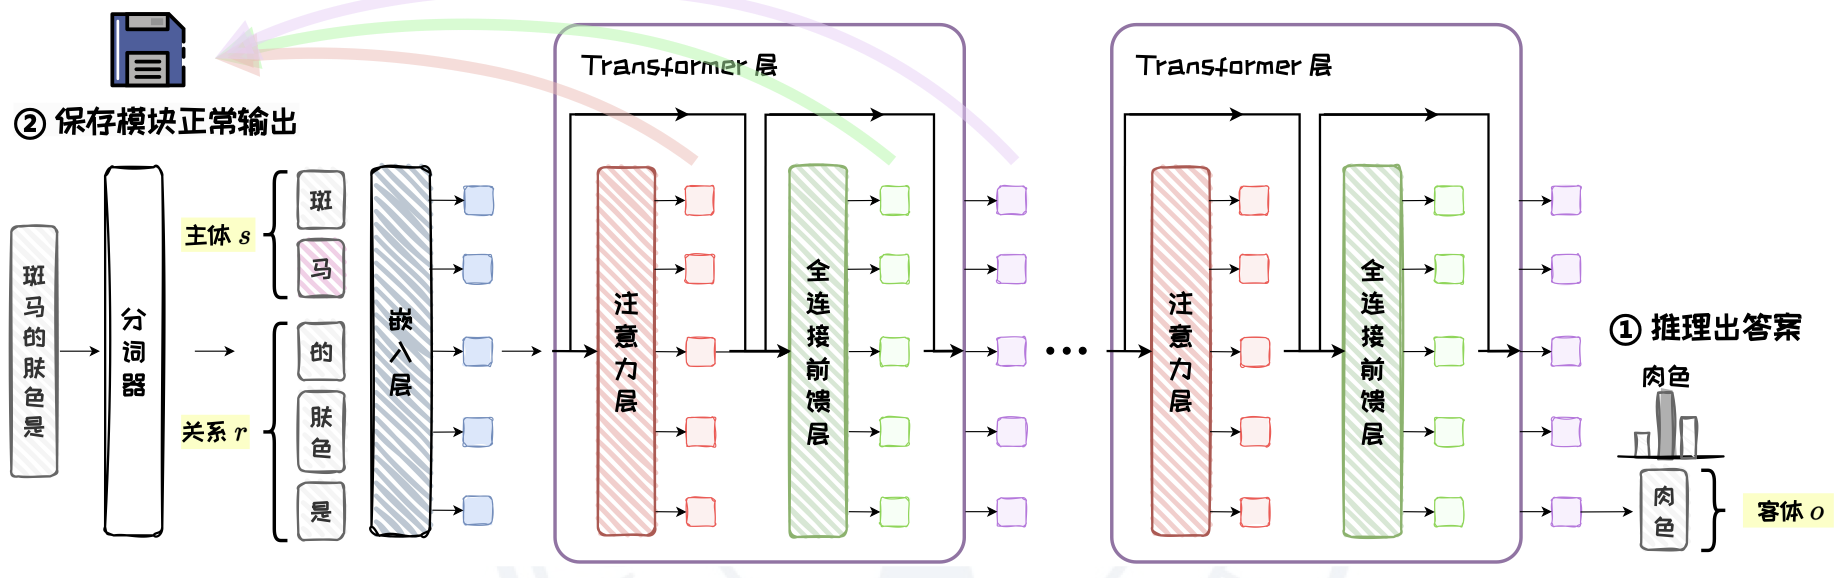 ② 保存模块正常输出
斑马的肤色是
分词器
主体 s
关系 r
斑
马
的
肤色
是
嵌入层
Transformer 层
注意力层
全连接前馈层
Transformer 层
注意力层
全连接前馈层
① 推理出答案
肉色
肉色
客体 o